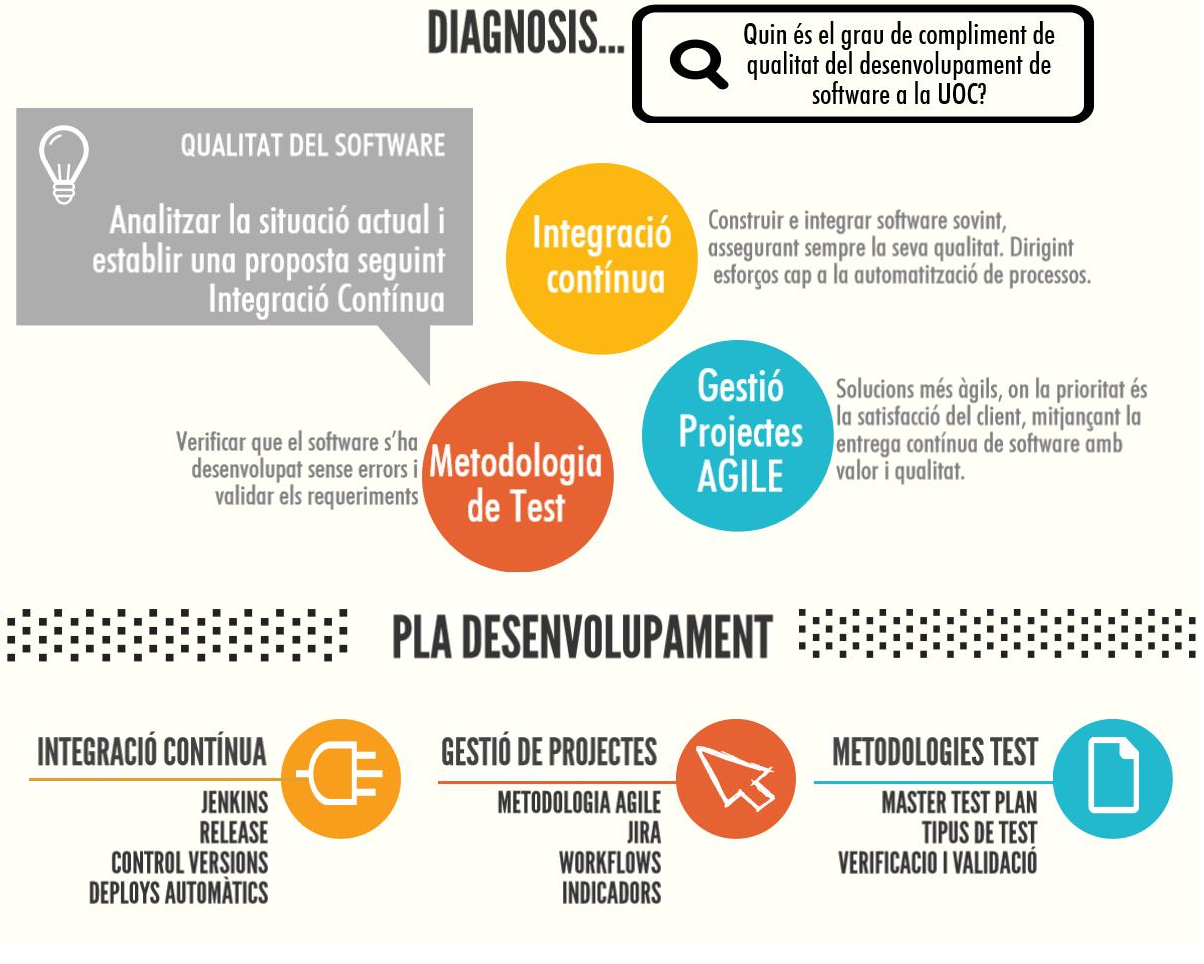 DIAGNOSIS...
Quin és el grau de compliment de
qualitat del desenvolupament de
software a la UOC?
QUALITAT DEL SOFTWARE
Analitzar la situació actual i
establir una proposta seguint
Integració Contínua
Integració
contínua
Construir e integrar software sovint,
assegurant sempre la seva qualitat. Dirigint
esforços cap a la automatització de processos.
Gestió
Projectes
AGILE
Solucions més àgils, on la prioritat és
la satisfacció del client, mitjançant la
entrega contínua de software amb
valor i qualitat.
Verificar que el software s'ha
desenvolupat sense errors i
validar els requeriments
Metodologia
de Test
PLA DESENVOLUPAMENT
INTEGRACIÓ CONTÍNUA
JENKINS
RELEASE
CONTROL VERSIONS
DEPLOYS AUTOMÀTICS
GESTIÓ DE PROJECTES
METODOLOGIA AGILE
JIRA
WORKFLOWS
INDICADORS
METODOLOGIES TEST
MASTER TEST PLAN
TIPUS DE TEST
VERIFICACIO I VALIDACIÓ